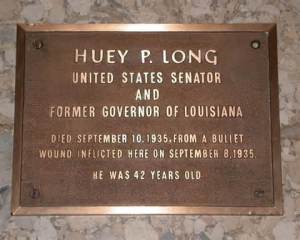 HUEY P. LONG
UNITED STATES SENATOR
AND
FORMER GOVERNOR OF LOUISIANA
DIED SEPTEMBER 10, 1935, FROM A BULLET
WOUND INFLICTED HERE ON SEPTEMBER 8, 1935.
HE WAS 42 YEARS OLD